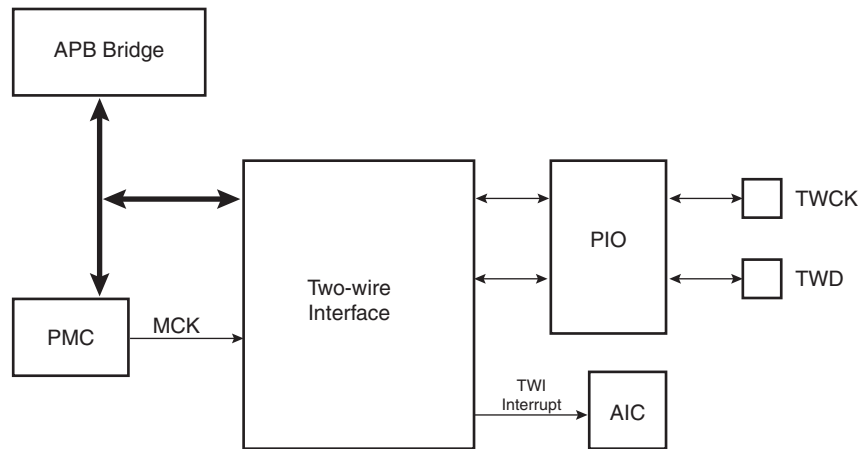 APB Bridge
TWCK
PIO
Two-wire
Interface
TWD
PMC
MCK
TWI
Interrupt
AIC